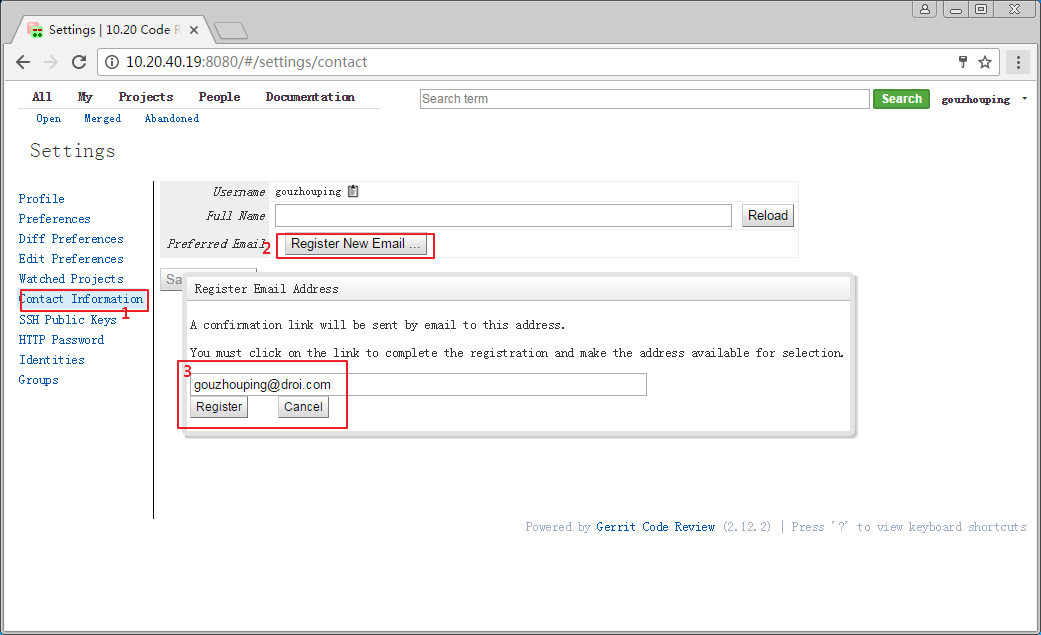 Settings | 10.20 Code R
10.20.40.19:8080/#/settings/contact
All My Projects People Documentation
Search term
Search
gouzhouping
Open Merged Abandoned
Settings
Profile
Preferences
Diff Preferences
Edit Preferences
Watched Projects
Contact Information
1
SSH Public Keys
HTTP Password
Identities
Groups
Username gouzhouping
Full Name
Reload
Preferred Email
2
Register New Email ...
Sa
Register Email Address
A confirmation link will be sent by email to this address.
You must click on the link to complete the registration and make the address available for selection.
3
gouzhouping@droi.com
Register Cancel
Powered by Gerrit Code Review (2.12.2) | Press '?' to view keyboard shortcuts